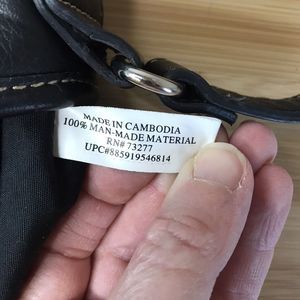 MADE IN CAMBODIA
100% MAN-MADE MATERIAL
RN# 73277
UPC#885919546814